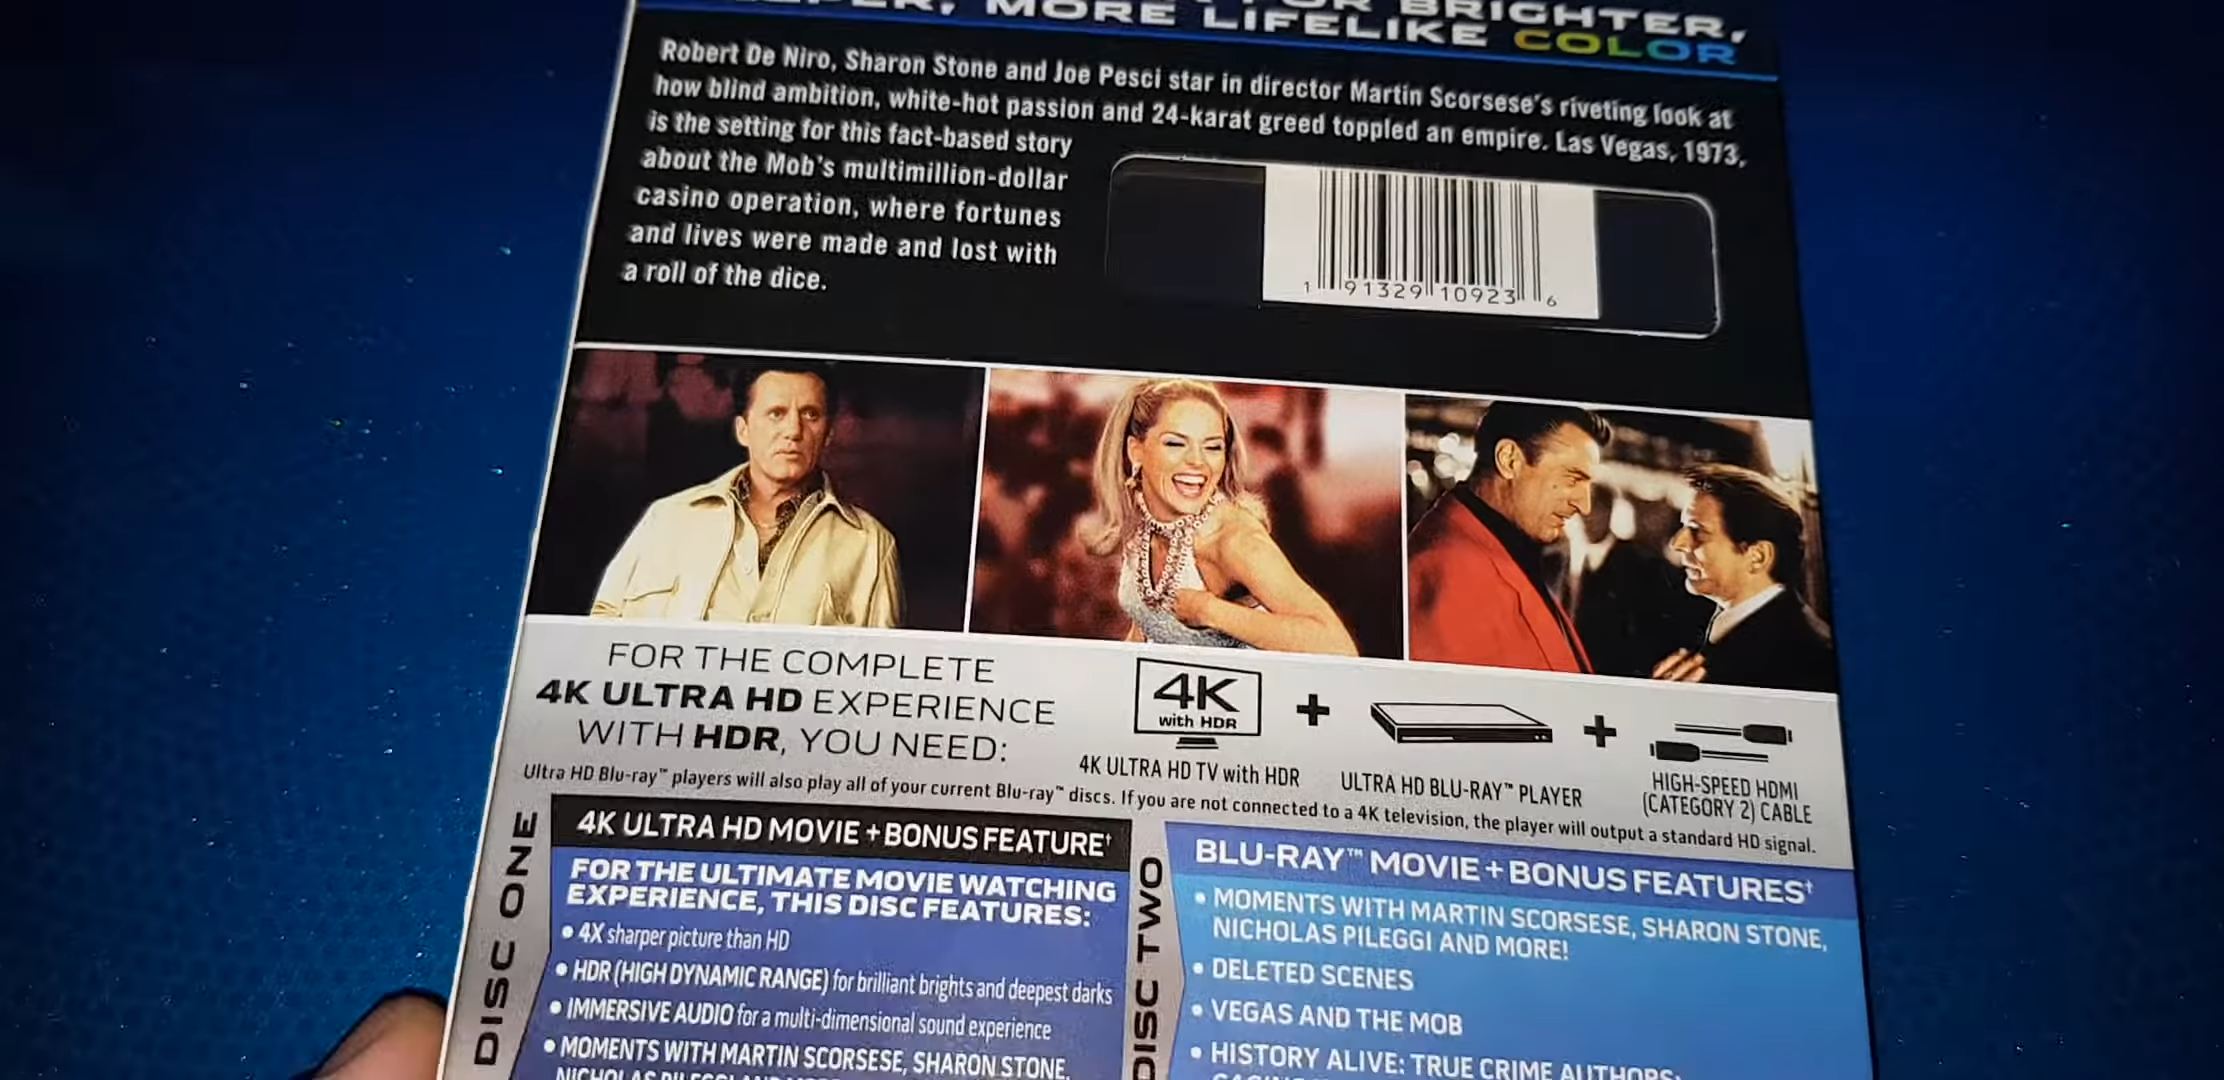 BRIGHTER,
MORE LIFELIKE COLOR
Robert De Niro, Sharon Stone and Joe Pesci star in director Martin Scorsese's riveting look at
how blind ambition, white-hot passion and 24-karat greed toppled an empire. Las Vegas, 1973,
is the setting for this fact-based story
about the Mob's multimillion-dollar
casino operation, where fortunes
and lives were made and lost with
a roll of the dice.
1 91329 10923 6
FOR THE COMPLETE
4K ULTRA HD EXPERIENCE
WITH HDR, YOU NEED:
4K
with HDR
+
+
4K ULTRA HD TV with HDR
ULTRA HD BLU-RAY™ PLAYER
HIGH-SPEED HDMI
(CATEGORY 2) CABLE
Ultra HD Blu-ray™ players will also play all of your current Blu-ray™ discs. If you are not connected to a 4K television, the player will output a standard HD signal.
DISC ONE
4K ULTRA HD MOVIE + BONUS FEATURE†
FOR THE ULTIMATE MOVIE WATCHING
EXPERIENCE, THIS DISC FEATURES:
• 4X sharper picture than HD
• HDR (HIGH DYNAMIC RANGE) for brilliant brights and deepest darks
• IMMERSIVE AUDIO for a multi-dimensional sound experience
• MOMENTS WITH MARTIN SCORSESE, SHARON STONE,
DISC TWO
BLU-RAY™ MOVIE + BONUS FEATURES†
• MOMENTS WITH MARTIN SCORSESE, SHARON STONE,
NICHOLAS PILEGGI AND MORE!
• DELETED SCENES
• VEGAS AND THE MOB
• HISTORY ALIVE: TRUE CRIME AUTHORS: